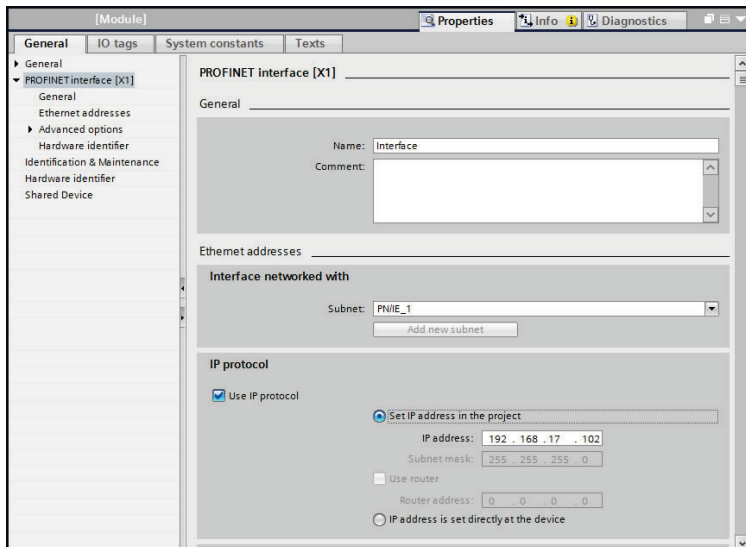 [Module]
Properties
Info
Diagnostics
General
IO tags
System constants
Texts
General
PROFINET interface [X1]
General
Ethernet addresses
Advanced options
Hardware identifier
Identification & Maintenance
Hardware identifier
Shared Device
PROFINET interface [X1]
General
Name: Interface
Comment:
Ethernet addresses
Interface networked with
Subnet: PN/IE_1
Add new subnet
IP protocol
Use IP protocol
Set IP address in the project
IP address: 192 . 168 . 17 . 102
Subnet mask: 255 . 255 . 255 . 0
Use router
Router address: 0 . 0 . 0 . 0
IP address is set directly at the device